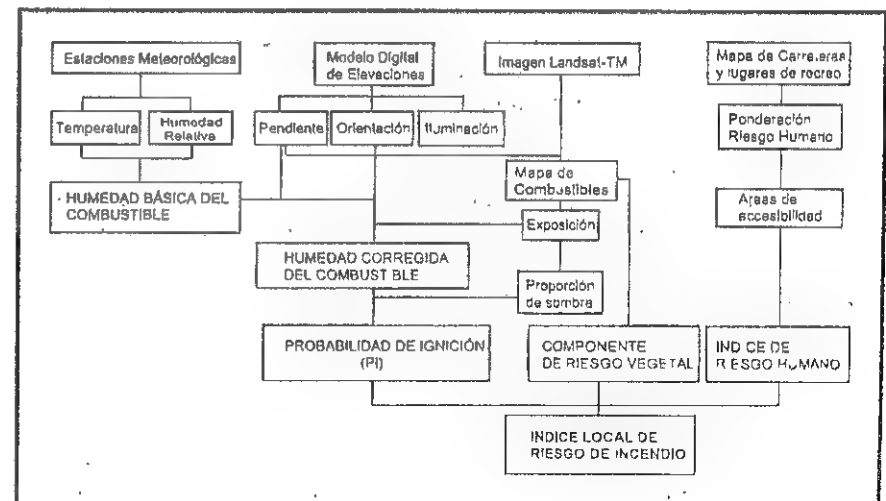 Estaciones Meteorológicas
Modelo Digital
de Elevaciones
Imagen Landsat-TM
Mapa de Carreteras
y lugares de recreo
Temperatura
Humedad
Relativa
Pendiente
Orientación
Iluminación
Ponderación
Riesgo Humano
HUMEDAD BÁSICA DEL
COMBUSTIBLE
Mapa de
Combustibles
Areas de
accesibilidad
Exposición
HUMEDAD CORREGIDA
DEL COMBUST BLE
Proporción
de sombra
PROBABILIDAD DE IGNICIÓN
(PI)
COMPONENTE
DE RIESGO VEGETAL
INDICE DE
RIESGO HUMANO
INDICE LOCAL DE
RIESGO DE INCENDIO